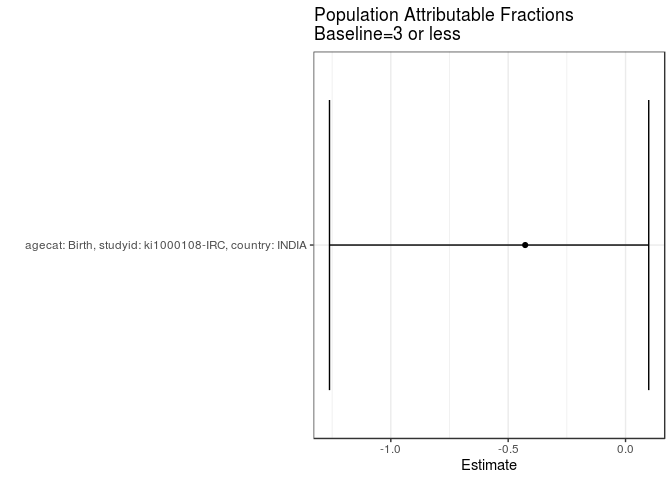 Population Attributable Fractions
Baseline=3 or less
agecat: Birth, studyid: ki1000108-IRC, country: INDIA
-1.0 -0.5 0.0
Estimate